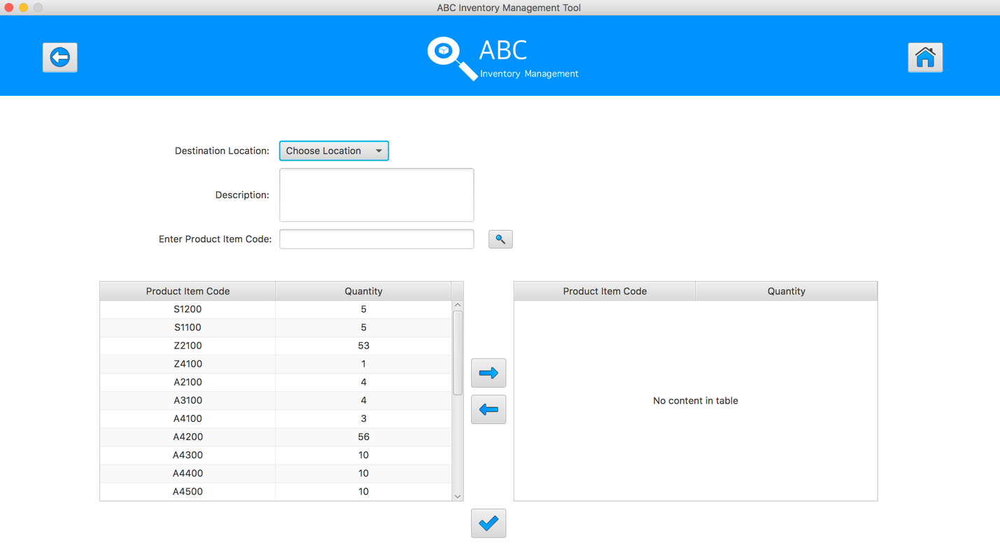 ABC Inventory Management Tool
ABC
Inventory Management
Destination Location: Choose Location
Description:
Enter Product Item Code:
Product Item Code Quantity
S1200 5
S1100 5
Z2100 53
Z4100 1
A2100 4
A3100 4
A4100 3
A4200 56
A4300 10
A4400 10
A4500 10
Product Item Code Quantity
No content in table